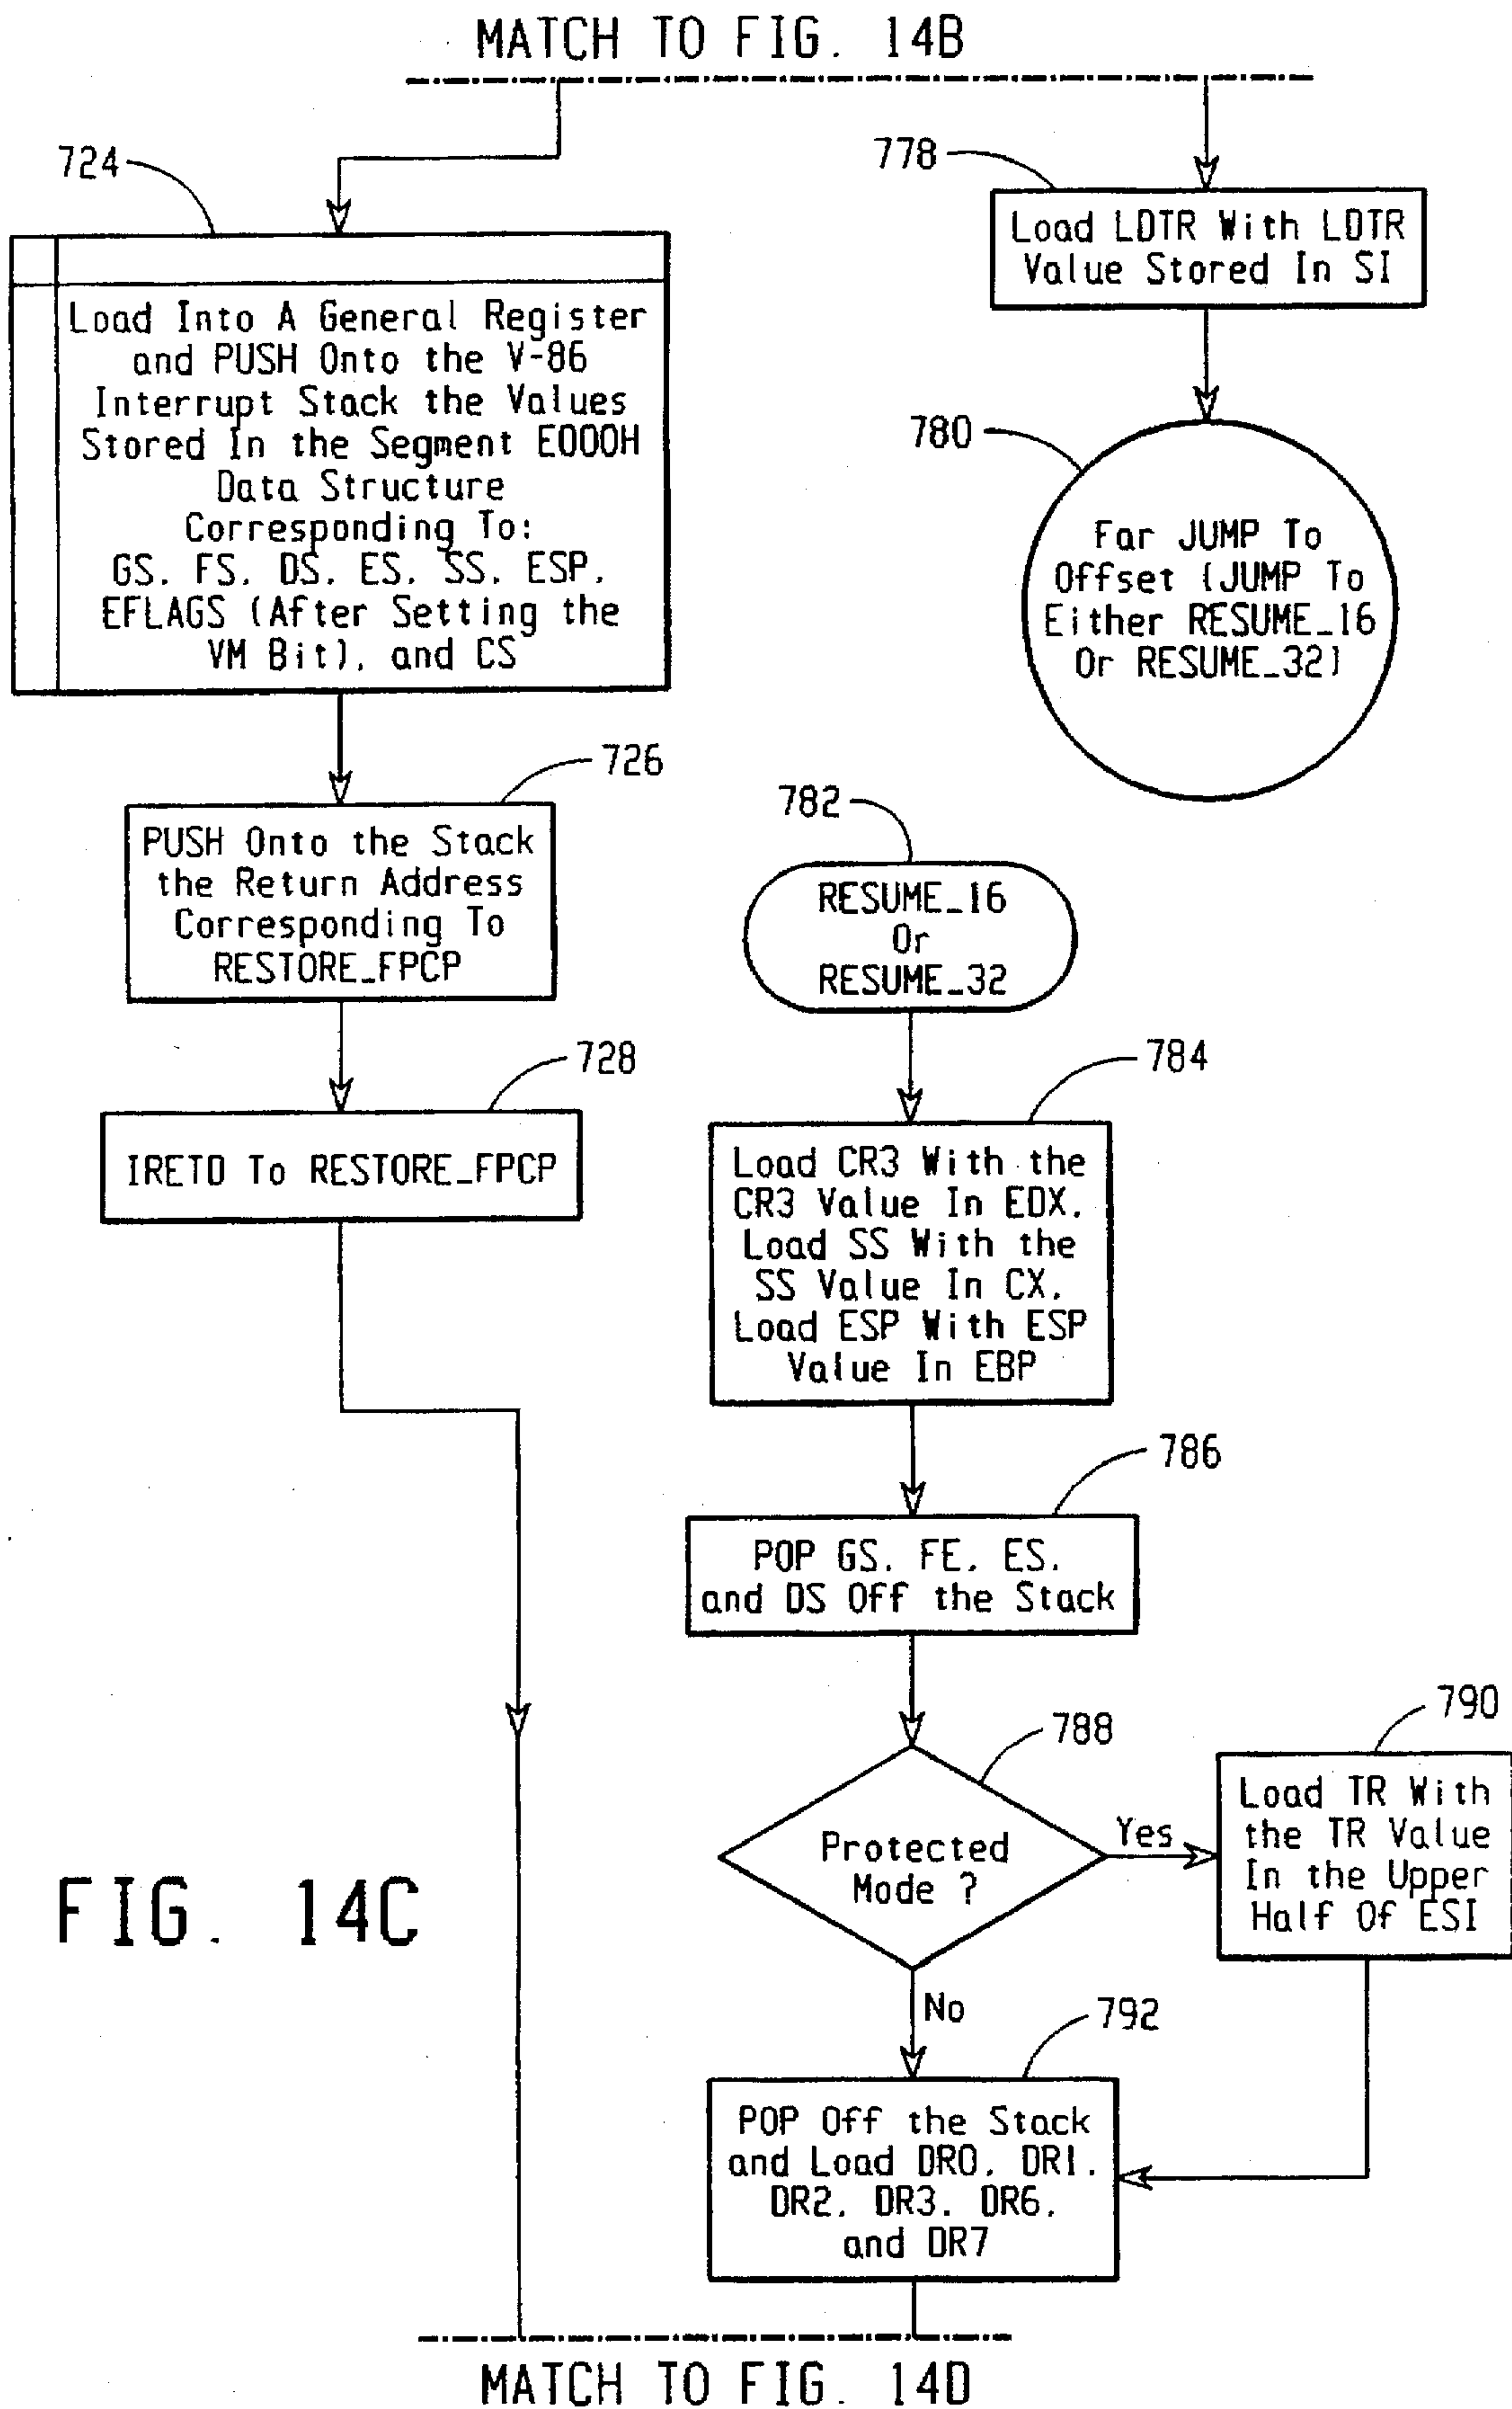 MATCH TO FIG. 14B
724
Load Into A General Register
and PUSH Onto the V-86
Interrupt Stack the Values
Stored In the Segment E000H
Data Structure
Corresponding To:
GS, FS, DS, ES, SS, ESP,
EFLAGS (After Setting the
VM Bit), and CS
726
PUSH Onto the Stack
the Return Address
Corresponding To
RESTORE_FPCP
728
IRETD To RESTORE_FPCP
778
Load LDTR With LDTR
Value Stored In SI
780
Far JUMP To
Offset (JUMP To
Either RESUME_16
Or RESUME_32)
782
RESUME_16
Or
RESUME_32
784
Load CR3 With the
CR3 Value In EDX,
Load SS With the
SS Value In CX,
Load ESP With ESP
Value In EBP
786
POP GS, FE, ES,
and DS Off the Stack
788
Protected
Mode ?
Yes
790
Load TR With
the TR Value
In the Upper
Half Of ESI
No
792
POP Off the Stack
and Load DR0, DR1,
DR2, DR3, DR6,
and DR7
FIG. 14C
MATCH TO FIG. 14D